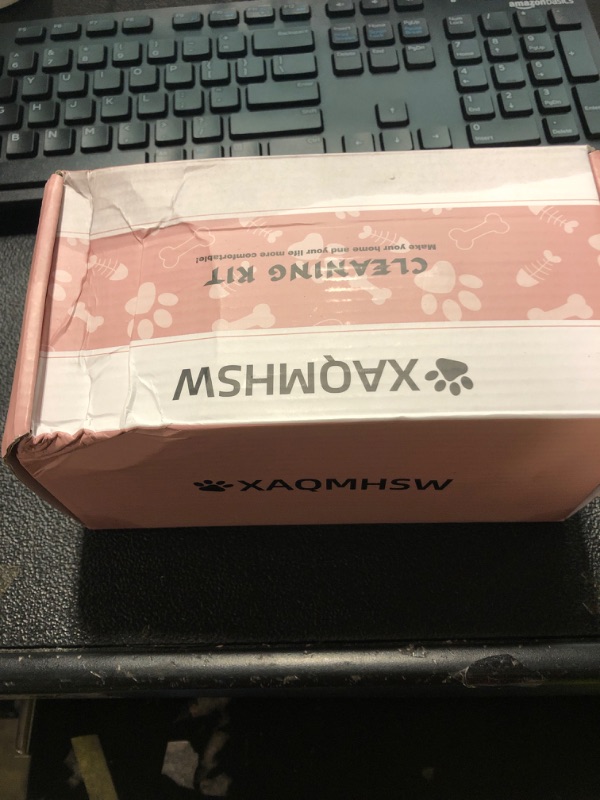 amazonbasics
CLEANING KIT
Make your home and your life more comfortable!
XAQMHSW
XAQMHSW